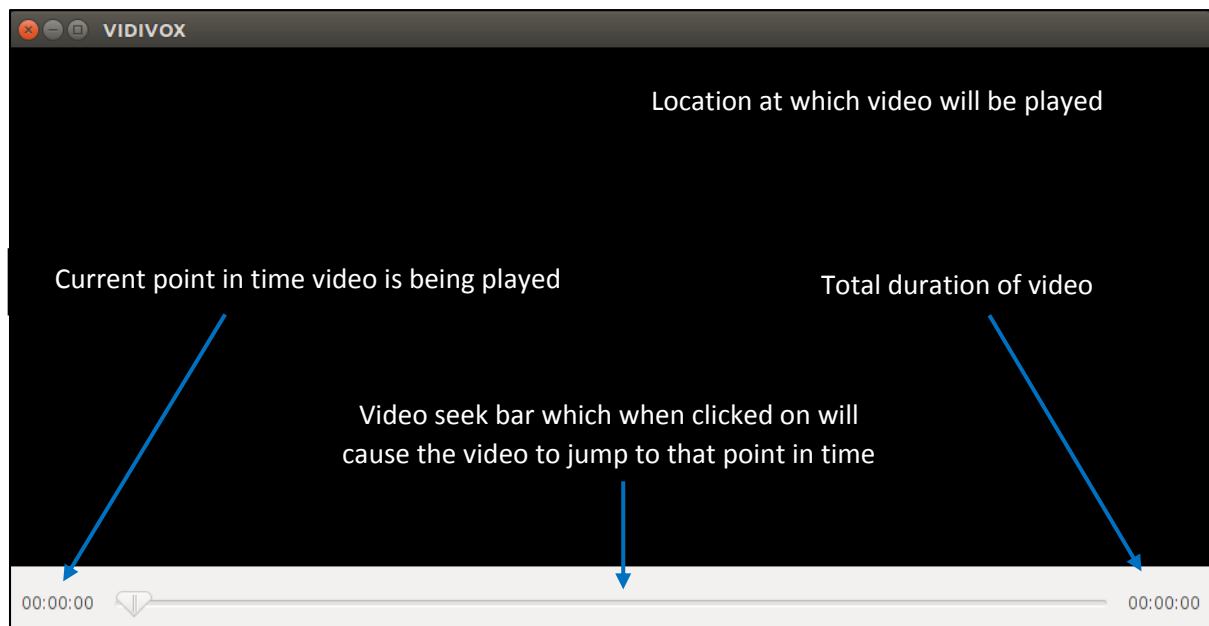 VIDIVOX
Location at which video will be played
Current point in time video is being played
Total duration of video
Video seek bar which when clicked on will
cause the video to jump to that point in time
00:00:00
00:00:00